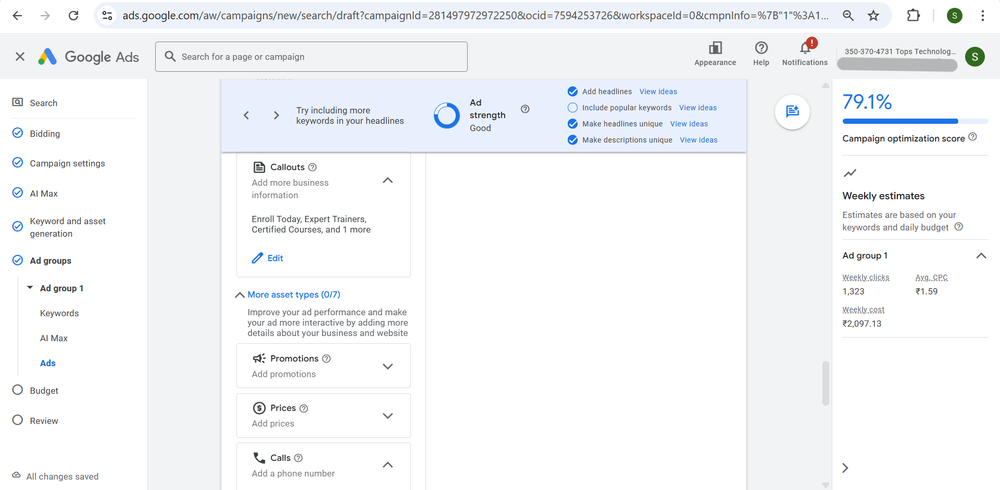 ads.google.com/aw/campaigns/new/search/draft?campaignId=281497972972250&ocid=7594253726&workspaceId=0&cmpnInfo=%7B"1"%3A1...
S
Google Ads
Search for a page or campaign
Appearance
Help
!
Notifications
350-370-4731 Tops Technolog...
S
Search
Bidding
Campaign settings
AI Max
Keyword and asset
generation
Ad groups
Ad group 1
Keywords
AI Max
Ads
Budget
Review
All changes saved
Try including more
keywords in your headlines
Ad
strength
Good
Add headlines View ideas
Include popular keywords View ideas
Make headlines unique View ideas
Make descriptions unique View ideas
Callouts
Add more business
information
Enroll Today, Expert Trainers,
Certified Courses, and 1 more
Edit
More asset types (0/7)
Improve your ad performance and make
your ad more interactive by adding more
details about your business and website
Promotions
Add promotions
Prices
Add prices
Calls
Add a phone number
79.1%
Campaign optimization score
Weekly estimates
Estimates are based on your
keywords and daily budget
Ad group 1
Weekly clicks Avg. CPC
1,323 ₹1.59
Weekly cost
₹2,097.13